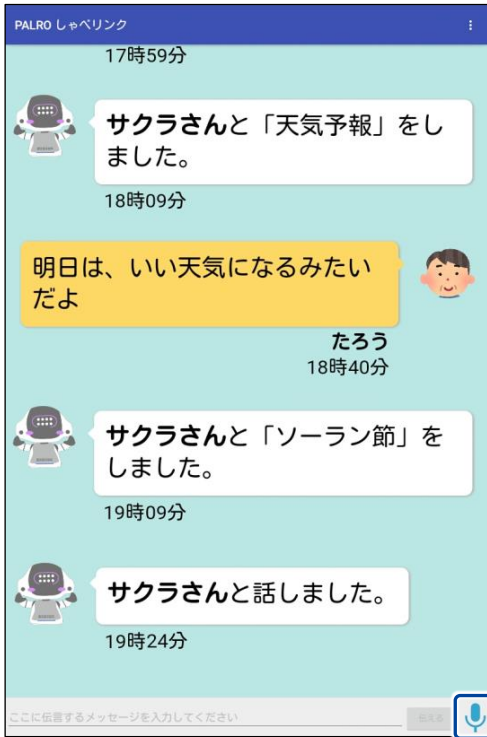 PALRO しゃべリンク
17時59分
サクラさんと「天気予報」をし
ました。
18時09分
明日は、いい天気になるみたい
だよ
たろう
18時40分
サクラさんと「ソーラン節」を
しました。
19時09分
サクラさんと話しました。
19時24分
ここに伝言するメッセージを入力してください
伝える